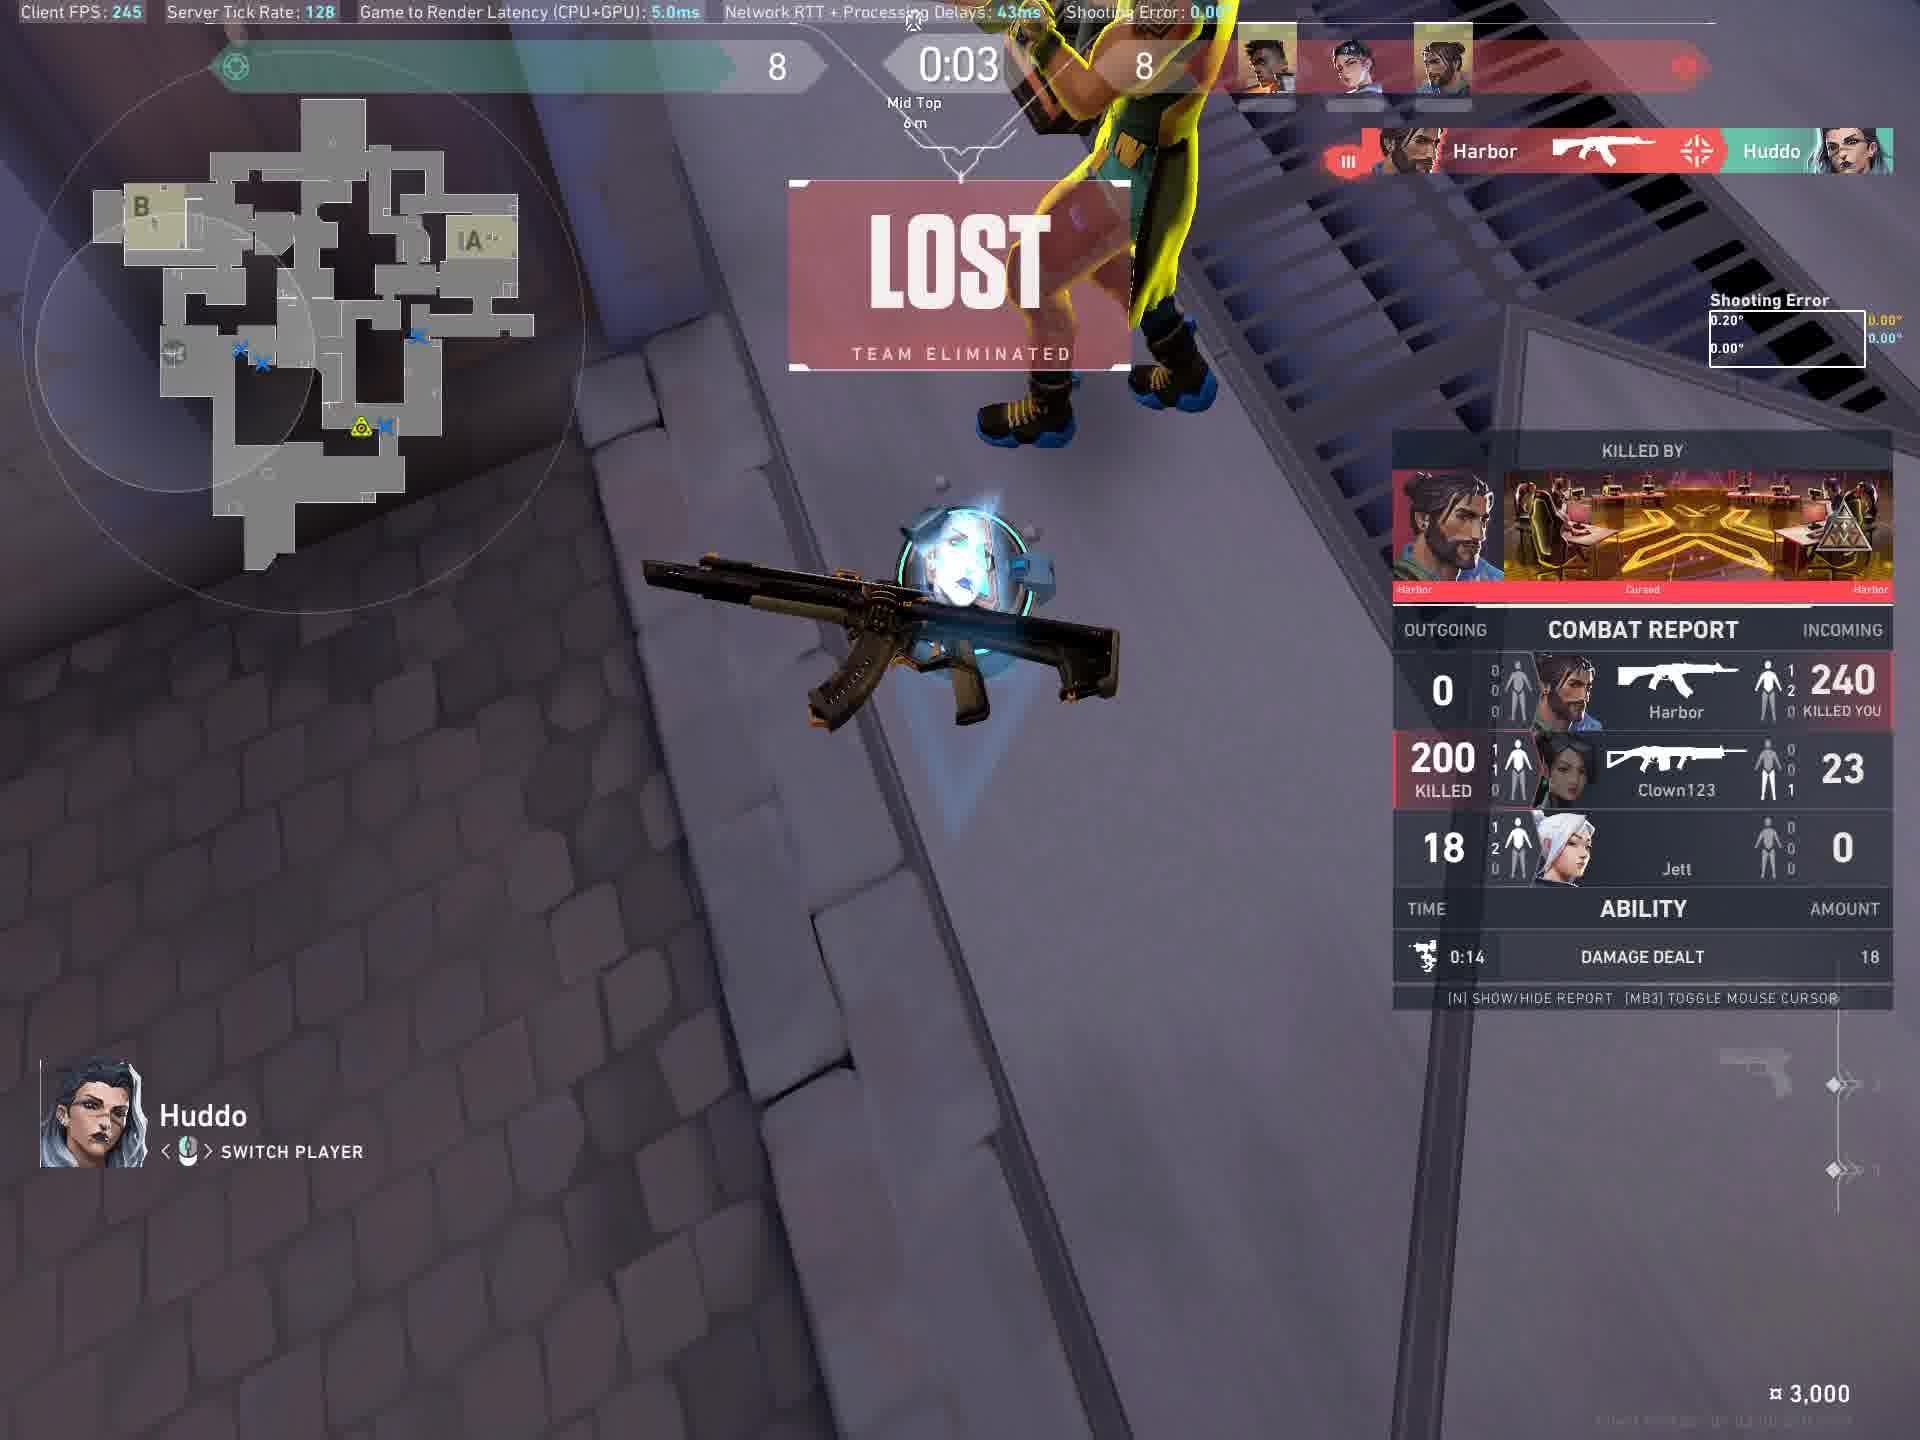 Client FPS: 245 Server Tick Rate: 128 Game to Render Latency (CPU+GPU): 5.0ms Network RTT + Processing Delays: 43ms Shooting Error: 0.00°
8 0:03 8
Mid Top
6 m
Harbor Huddo
B
A
LOST
TEAM ELIMINATED
Shooting Error
0.20° 0.00°
0.00°
0.00°
KILLED BY
Harbor Cursed Harbor
OUTGOING COMBAT REPORT INCOMING
0 0 0 0 Harbor 1 2 0 240 KILLED YOU
200 KILLED 1 1 0 Clown123 0 0 1 23
18 1 2 0 Jett 0 0 0 0
TIME ABILITY AMOUNT
0:14 DAMAGE DEALT 18
[N] SHOW/HIDE REPORT [MB3] TOGGLE MOUSE CURSOR
Huddo
< > SWITCH PLAYER
¤ 3,000